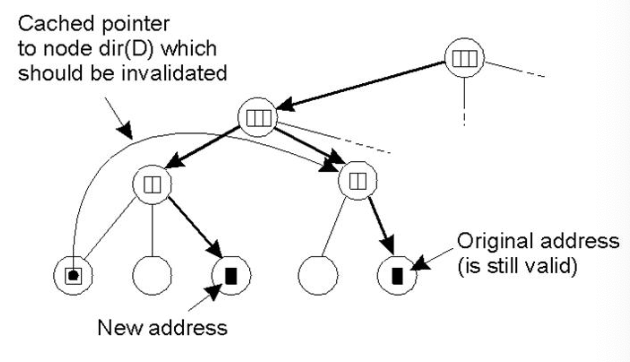 Cached pointer
to node dir(D) which
should be invalidated
Original address
(is still valid)
New address